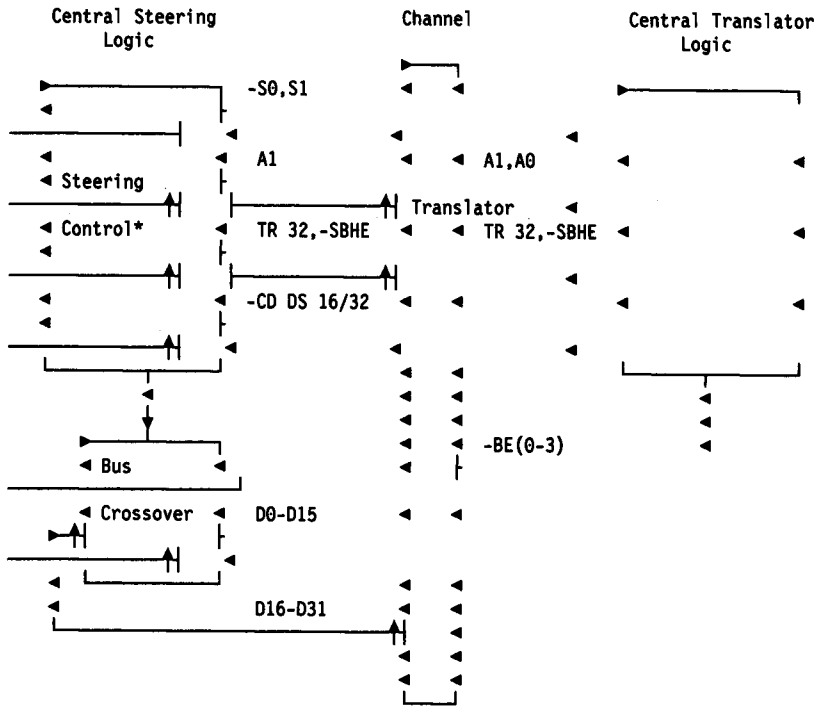 Central Steering
Logic
Channel
Central Translator
Logic
-S0,S1
A1
A1,A0
Steering
Translator
Control*
TR 32,-SBHE
TR 32,-SBHE
-CD DS 16/32
-BE(0-3)
Bus
Crossover
D0-D15
D16-D31